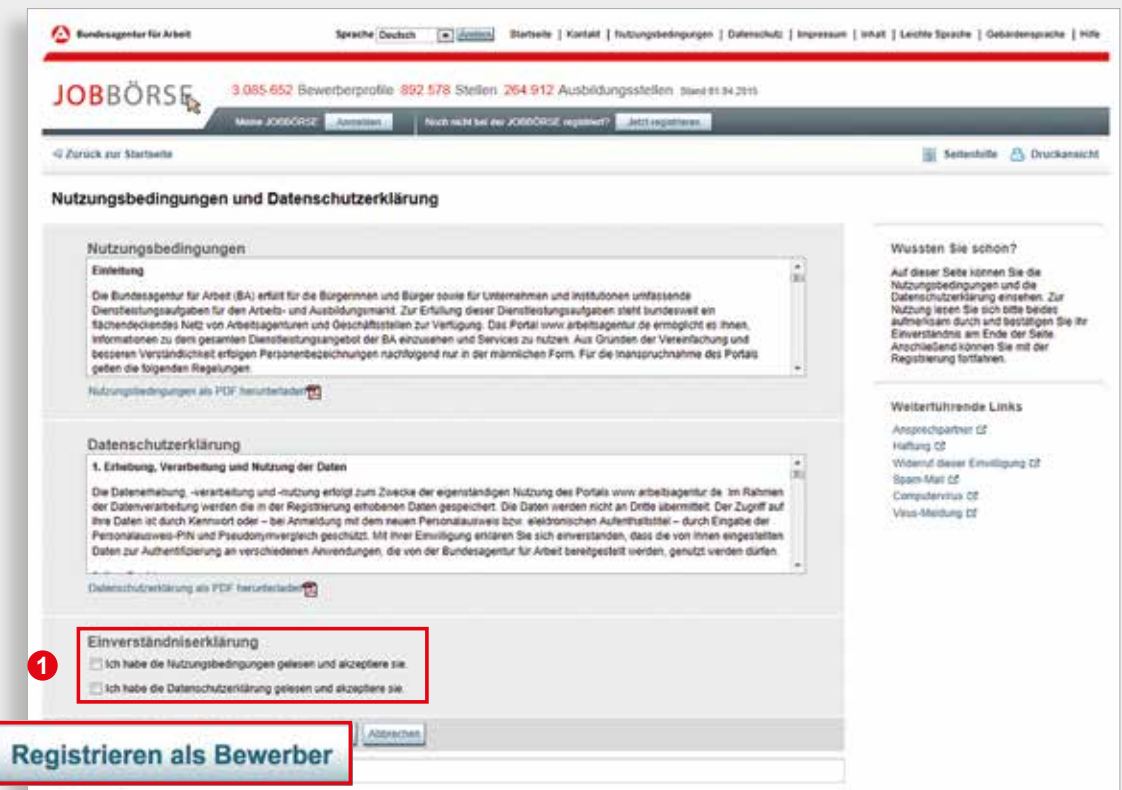 Bundesagentur für Arbeit
Sprache Deutsch Ändern Startseite | Kontakt | Nutzungsbedingungen | Datenschutz | Impressum | Inhalt | Leichte Sprache | Gebärdensprache | Hilfe
JOBBÖRSE
3.085.652 Bewerberprofile 892.578 Stellen 264.912 Ausbildungsstellen Stand 01.04.2015
Meine JOBBÖRSE Anmelden Noch nicht bei der JOBBÖRSE registriert? Jetzt registrieren
Zurück zur Startseite
Seitenhilfe Druckansicht
Nutzungsbedingungen und Datenschutzerklärung
Nutzungsbedingungen
Einleitung
Die Bundesagentur für Arbeit (BA) erfüllt für die Bürgerinnen und Bürger sowie für Unternehmen und Institutionen umfassende
Dienstleistungsaufgaben für den Arbeits- und Ausbildungsmarkt. Zur Erfüllung dieser Dienstleistungsaufgaben steht bundesweit ein
flächendeckendes Netz von Arbeitsagenturen und Geschäftsstellen zur Verfügung. Das Portal www.arbeitsagentur.de ermöglicht es Ihnen,
Informationen zu dem gesamten Dienstleistungsangebot der BA einzusehen und Services zu nutzen. Aus Gründen der Vereinfachung und
besseren Verständlichkeit erfolgen Personenbezeichnungen nachfolgend nur in der männlichen Form. Für die Inanspruchnahme des Portals
gelten die folgenden Regelungen.
Nutzungsbedingungen als PDF herunterladen
Datenschutzerklärung
1. Erhebung, Verarbeitung und Nutzung der Daten
Die Datenerhebung, -verarbeitung und -nutzung erfolgt zum Zwecke der eigenständigen Nutzung des Portals www.arbeitsagentur.de. Im Rahmen
der Datenverarbeitung werden die in der Registrierung erhobenen Daten gespeichert. Die Daten werden nicht an Dritte übermittelt. Der Zugriff auf
Ihre Daten ist durch Kennwort oder – bei Anmeldung mit dem neuen Personalausweis bzw. elektronischen Aufenthaltstitel – durch Eingabe der
Personalausweis-PIN und Pseudonymvergleich geschützt. Mit Ihrer Einwilligung erklären Sie sich einverstanden, dass die von Ihnen eingestellten
Daten zur Authentifizierung an verschiedenen Anwendungen, die von der Bundesagentur für Arbeit bereitgestellt werden, genutzt werden dürfen.
Datenschutzerklärung als PDF herunterladen
1
Einverständniserklärung
Ich habe die Nutzungsbedingungen gelesen und akzeptiere sie.
Ich habe die Datenschutzerklärung gelesen und akzeptiere sie.
Registrieren als Bewerber
Abbrechen
Wussten Sie schon?
Auf dieser Seite können Sie die
Nutzungsbedingungen und die
Datenschutzerklärung einsehen. Zur
Nutzung lesen Sie sich bitte beides
aufmerksam durch und bestätigen Sie Ihr
Einverständnis am Ende der Seite.
Anschließend können Sie mit der
Registrierung fortfahren.
Weiterführende Links
Ansprechpartner
Haftung
Widerruf dieser Einwilligung
Spam-Mail
Computervirus
Virus-Meldung